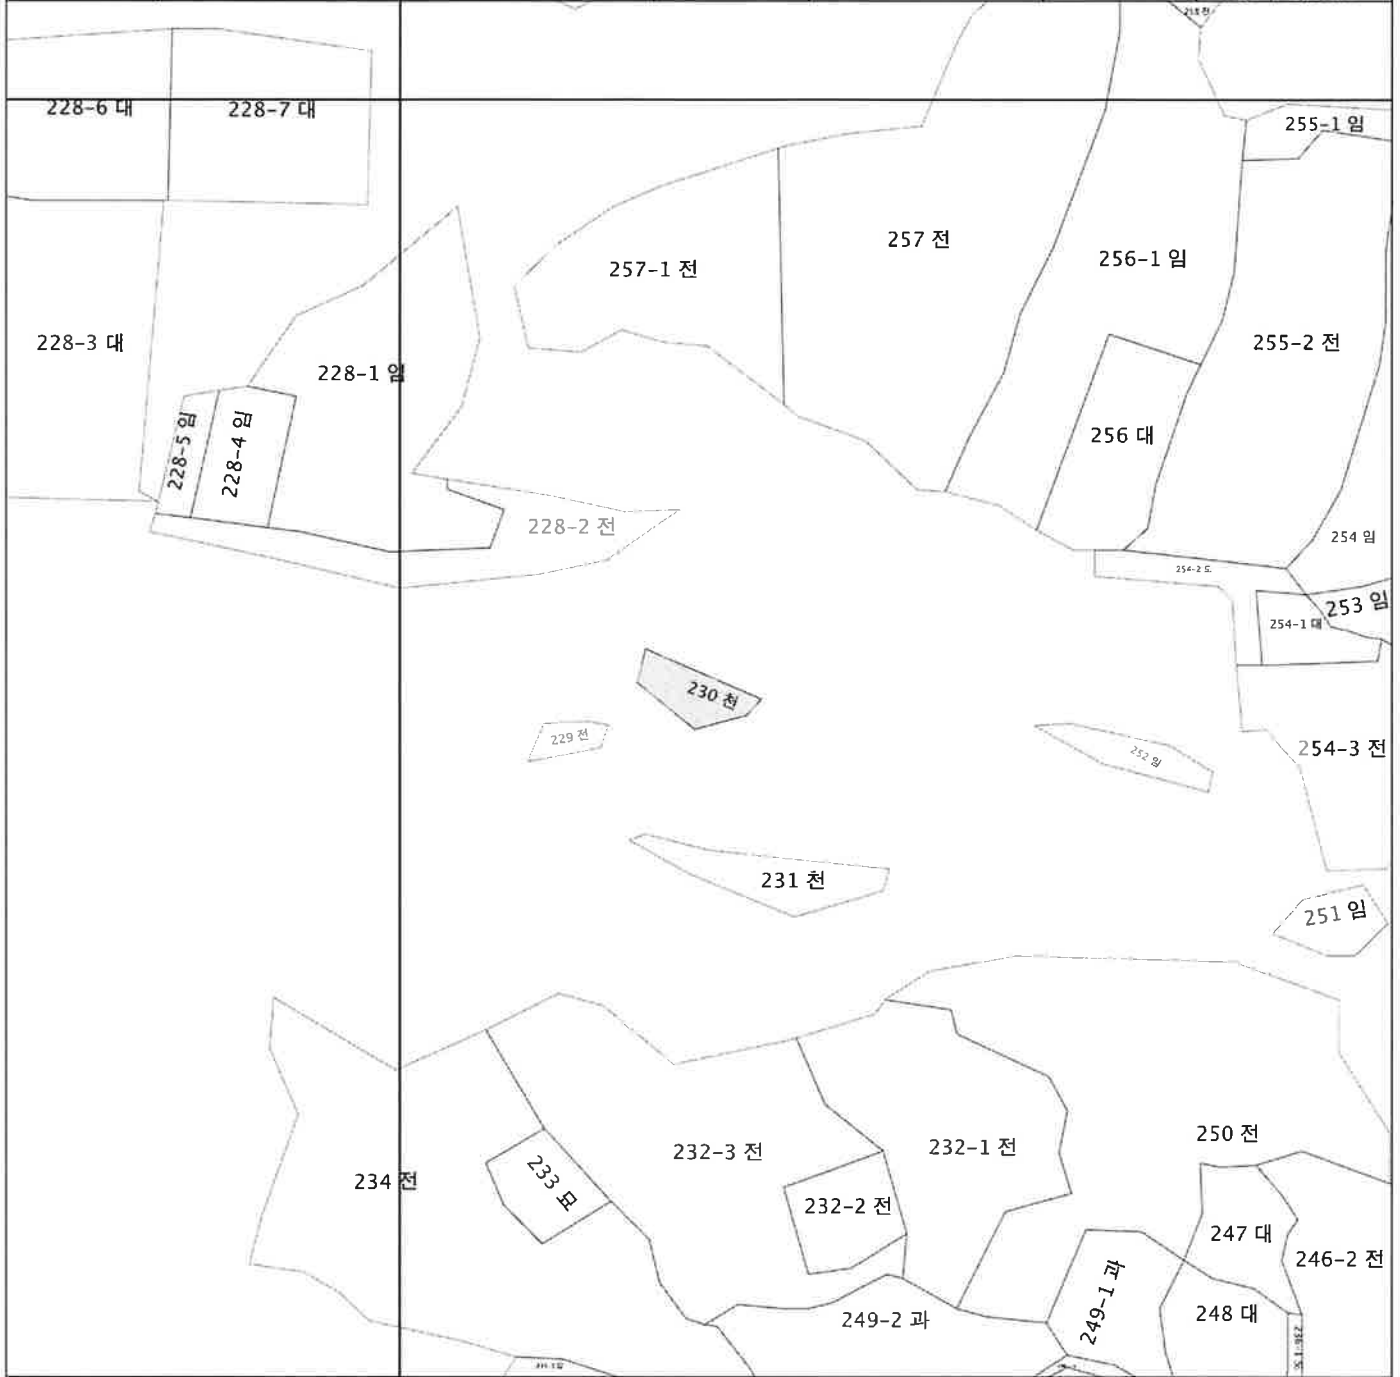 228-6 대
228-7 대
255-1 임
257 전
256-1 임
257-1 전
228-3 대
255-2 전
228-1 임
256 대
228-5 임
228-4 임
228-2 전
254 임
253 임
254-1 대
230 천
229 전
252 임
254-3 전
231 천
251 임
250 전
232-3 전
232-1 전
234 전
233 묘
232-2 전
247 대
246-2 전
249-1 과
249-2 과
248 대